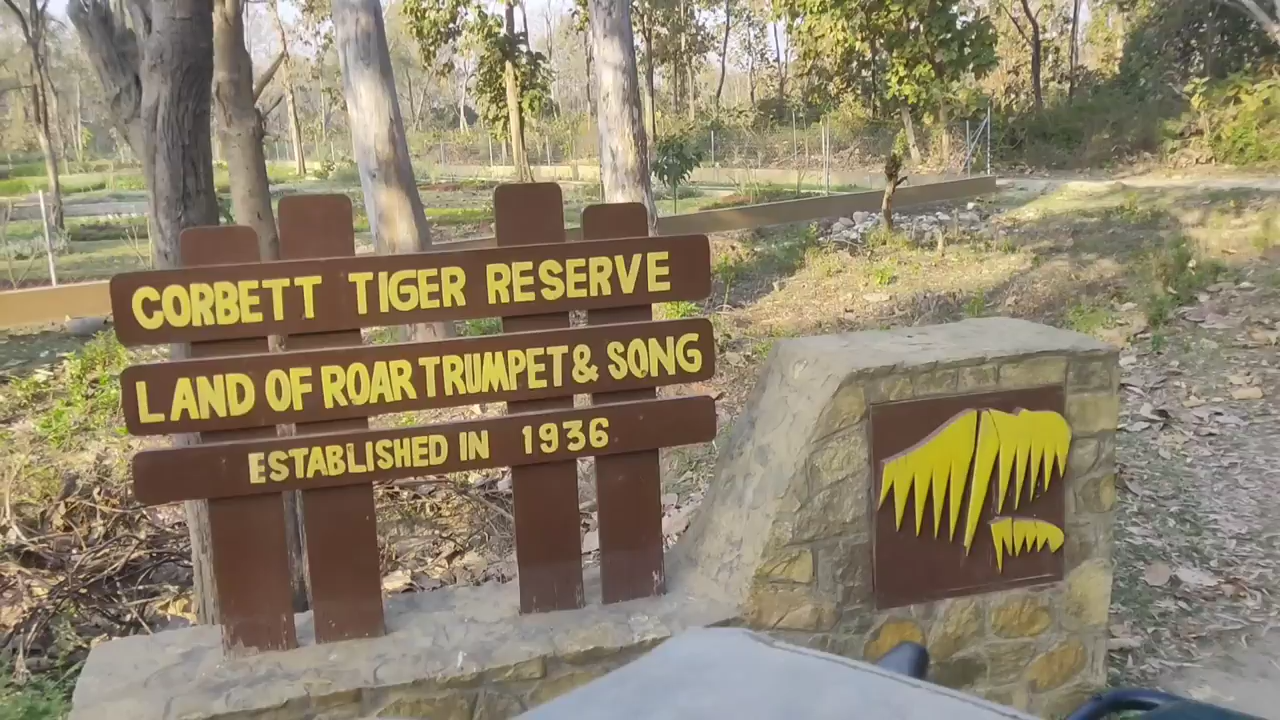 CORBETT TIGER RESERVE
LAND OF ROAR TRUMPET & SONG
ESTABLISHED IN 1936